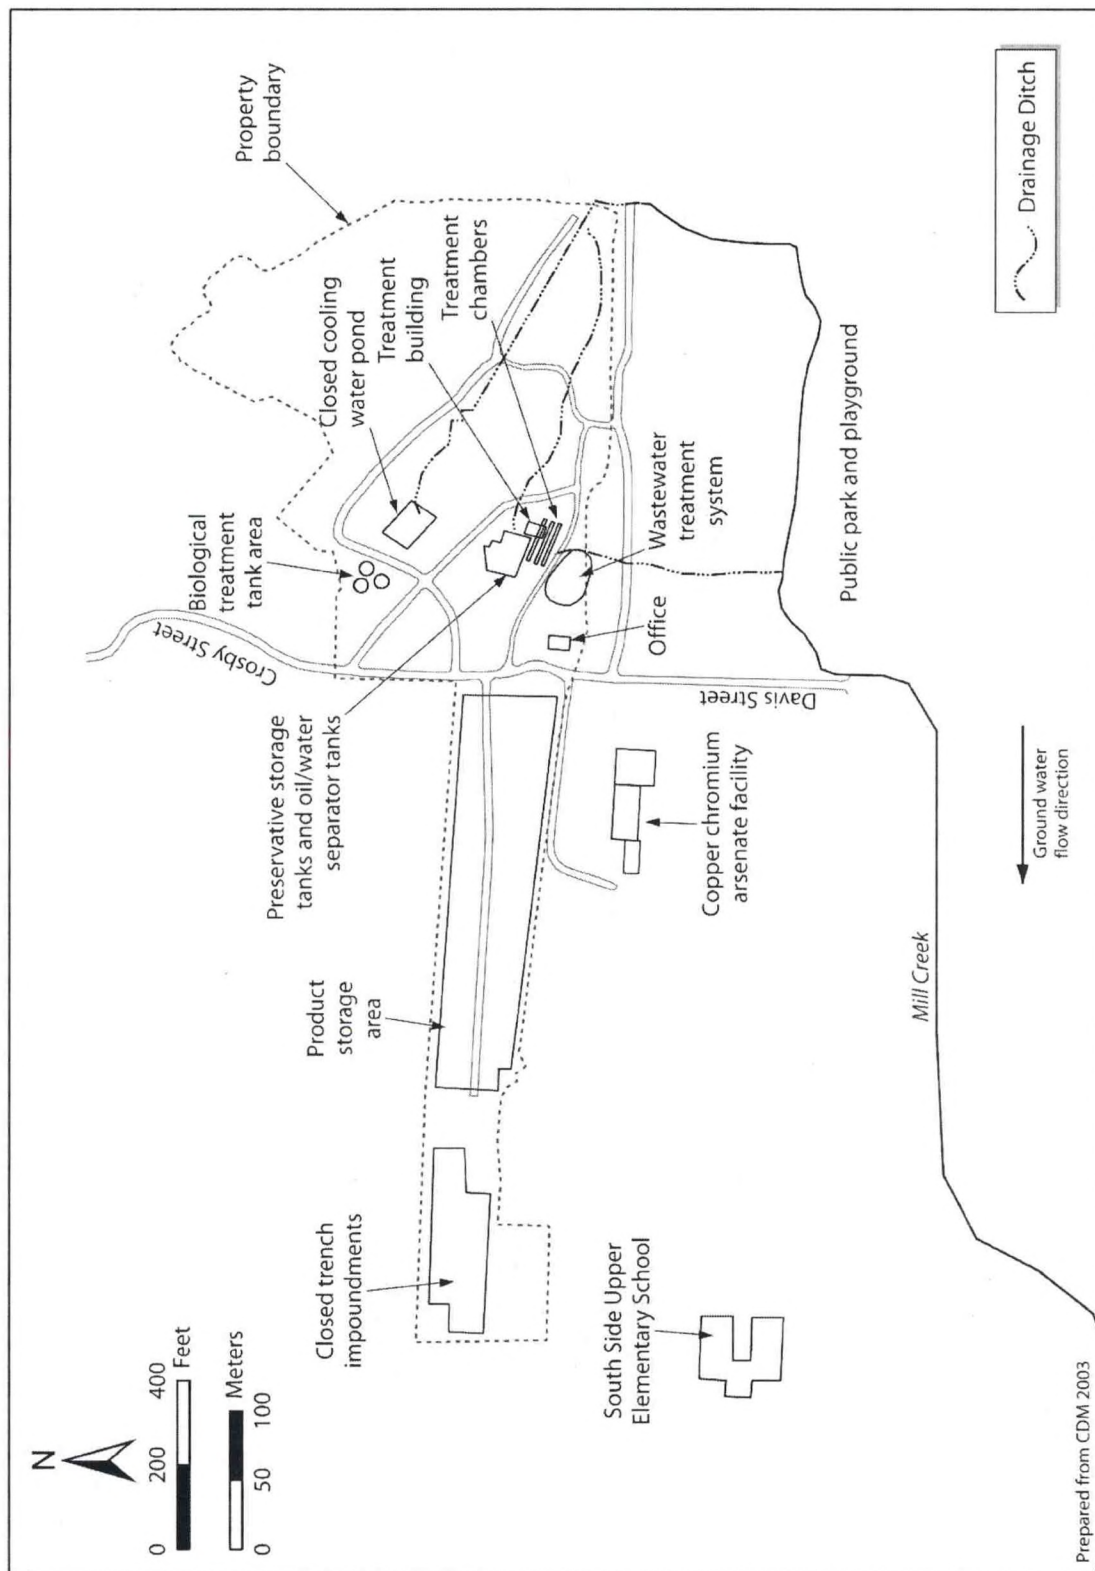 N
0 200 400
Feet
Meters
0 50 100
Property
boundary
Closed cooling
water pond
Treatment
building
Treatment
chambers
Biological
treatment
tank area
Crosby Street
Preservative storage
tanks and oil/water
separator tanks
Product
storage
area
Closed trench
impoundments
Wastewater
treatment
system
Office
Davis Street
Copper chromium
arsenate facility
South Side Upper
Elementary School
Public park and playground
Mill Creek
Ground water
flow direction
Drainage Ditch
Prepared from CDM 2003